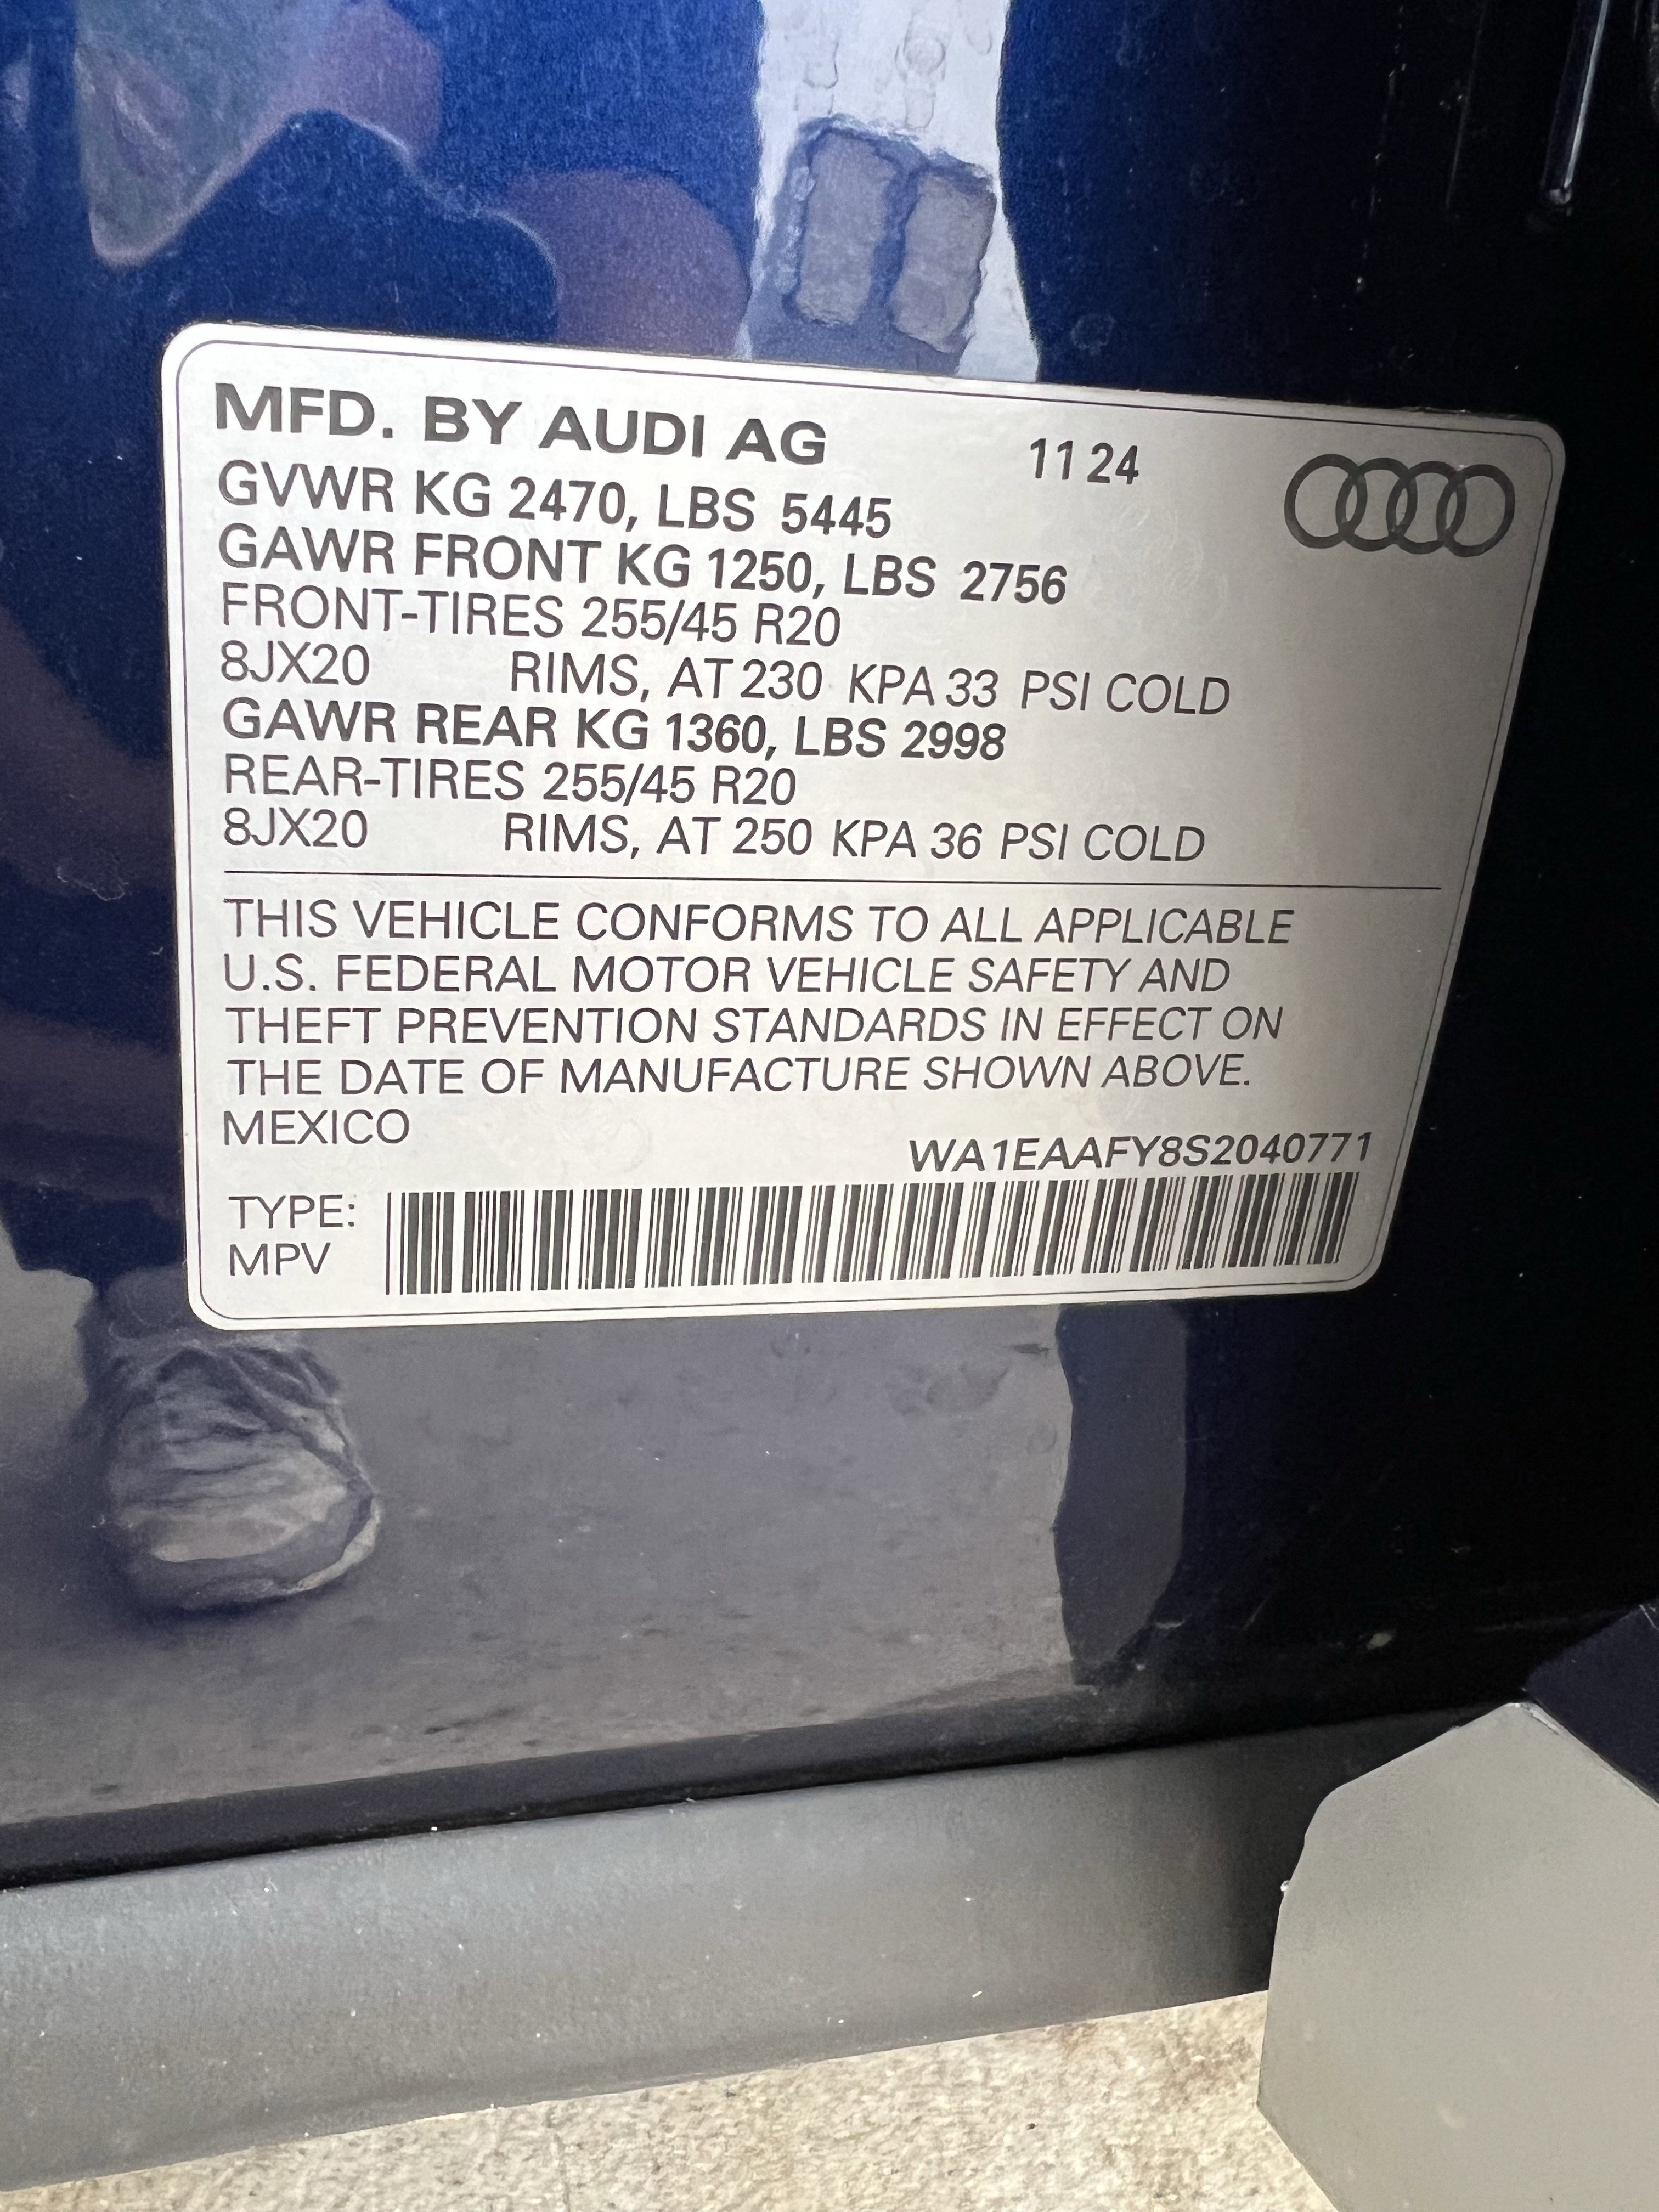 MFD. BY AUDI AG 11 24
GVWR KG 2470, LBS 5445
GAWR FRONT KG 1250, LBS 2756
FRONT-TIRES 255/45 R20
8JX20 RIMS, AT 230 KPA 33 PSI COLD
GAWR REAR KG 1360, LBS 2998
REAR-TIRES 255/45 R20
8JX20 RIMS, AT 250 KPA 36 PSI COLD
THIS VEHICLE CONFORMS TO ALL APPLICABLE
U.S. FEDERAL MOTOR VEHICLE SAFETY AND
THEFT PREVENTION STANDARDS IN EFFECT ON
THE DATE OF MANUFACTURE SHOWN ABOVE.
MEXICO
WA1EAAFY8S2040771
TYPE:
MPV